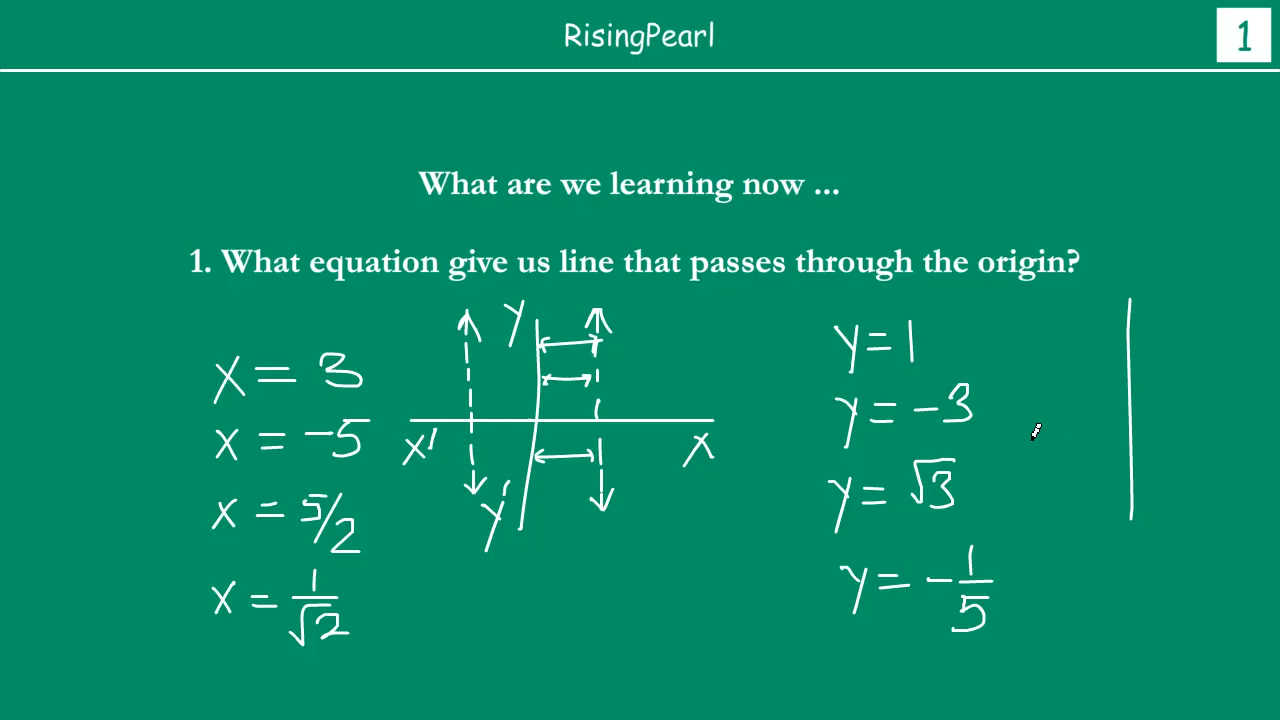 RisingPearl
1
What are we learning now ...
1. What equation give us line that passes through the origin?
x = 3
x = -5
x = 5/2
x = 1/√2
y
x'
x
y'
y = 1
y = -3
y = √3
y = -1/5